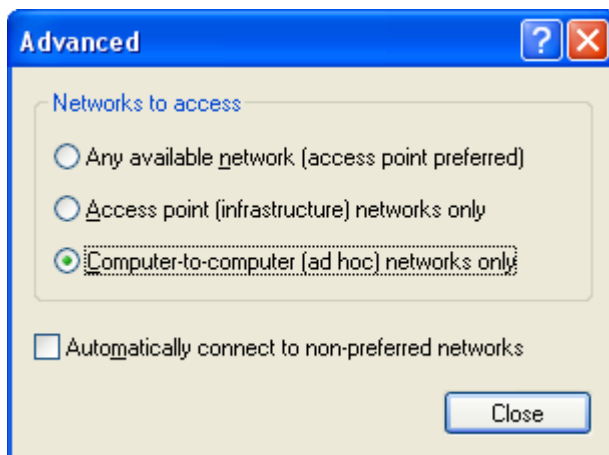 Advanced
Networks to access
Any available network (access point preferred)
Access point (infrastructure) networks only
Computer-to-computer (ad hoc) networks only
Automatically connect to non-preferred networks
Close